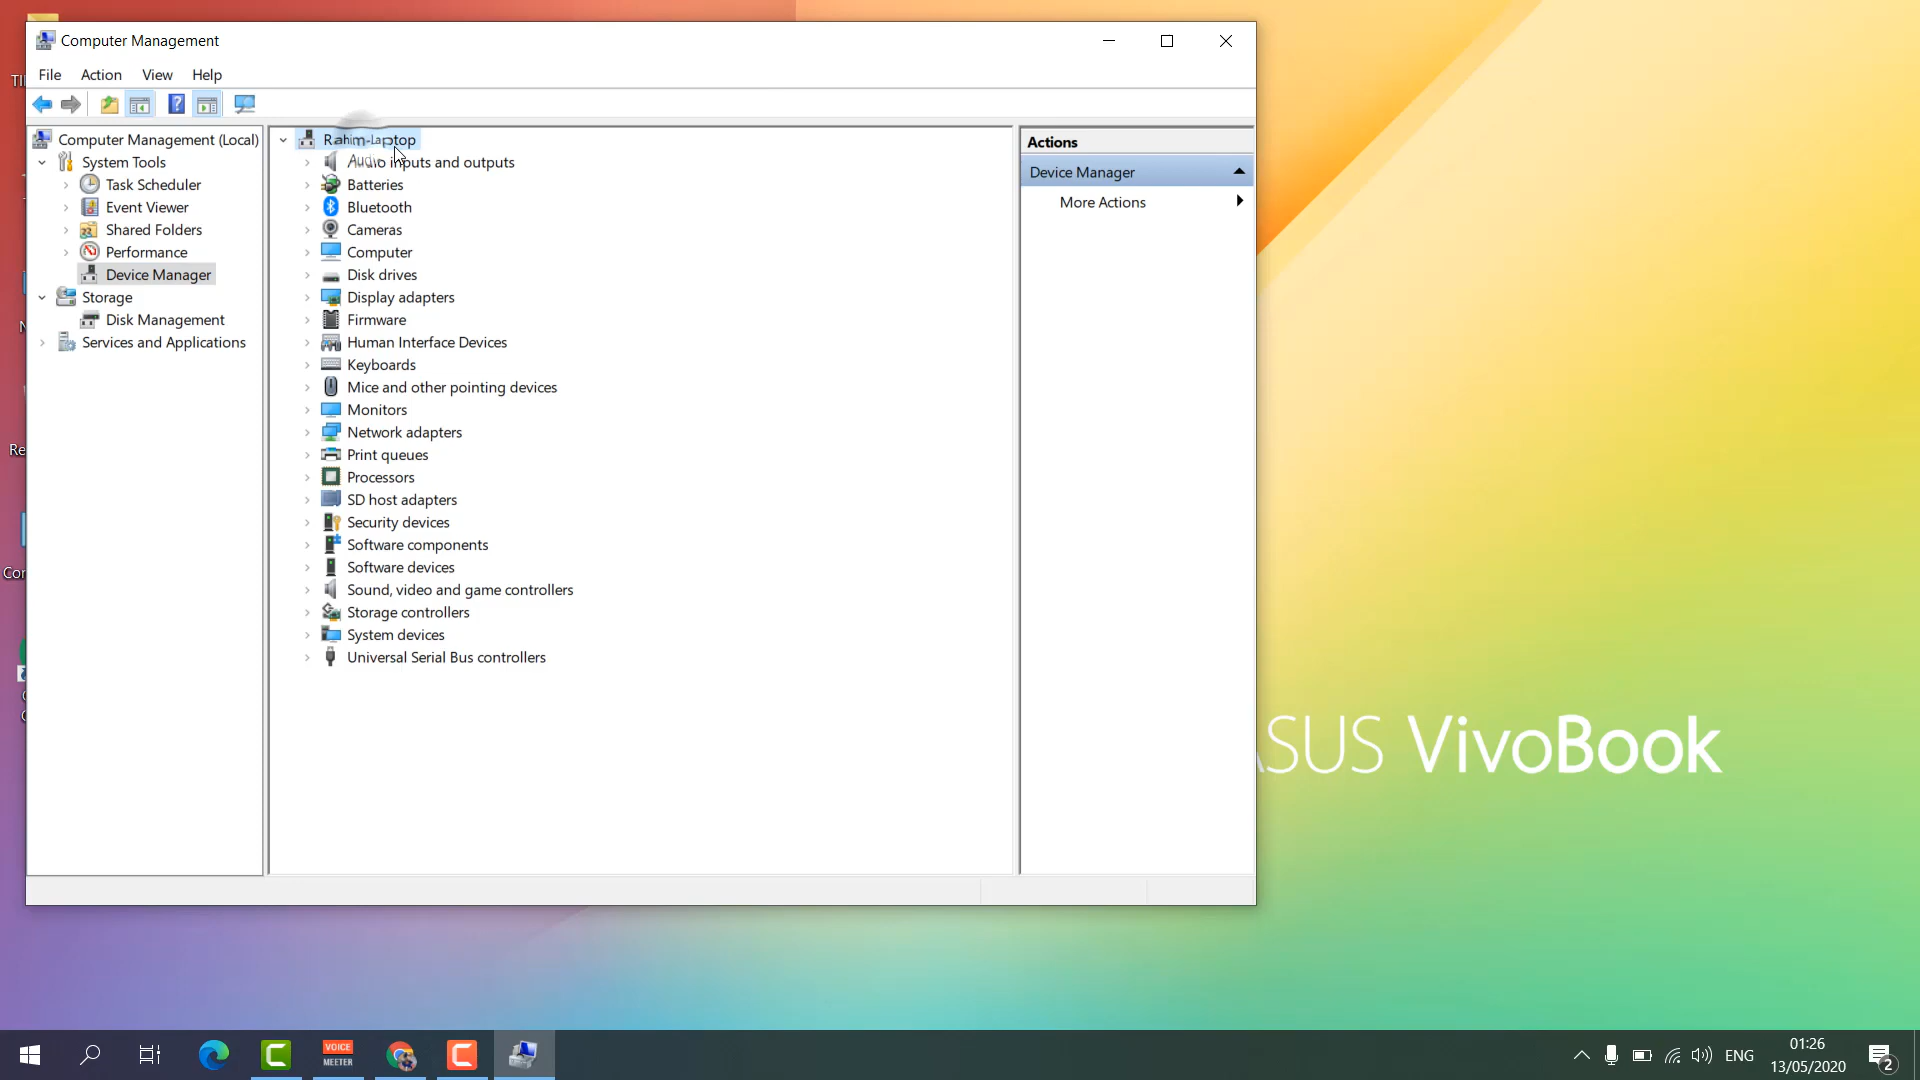 Computer Management
File Action View Help
Computer Management (Local)
System Tools
Task Scheduler
Event Viewer
Shared Folders
Performance
Device Manager
Storage
Disk Management
Services and Applications
Rahim-Laptop
Audio inputs and outputs
Batteries
Bluetooth
Cameras
Computer
Disk drives
Display adapters
Firmware
Human Interface Devices
Keyboards
Mice and other pointing devices
Monitors
Network adapters
Print queues
Processors
SD host adapters
Security devices
Software components
Software devices
Sound, video and game controllers
Storage controllers
System devices
Universal Serial Bus controllers
Actions
Device Manager
More Actions
SUS VivoBook
VOICE
MEETER
ENG
01:26
13/05/2020
2